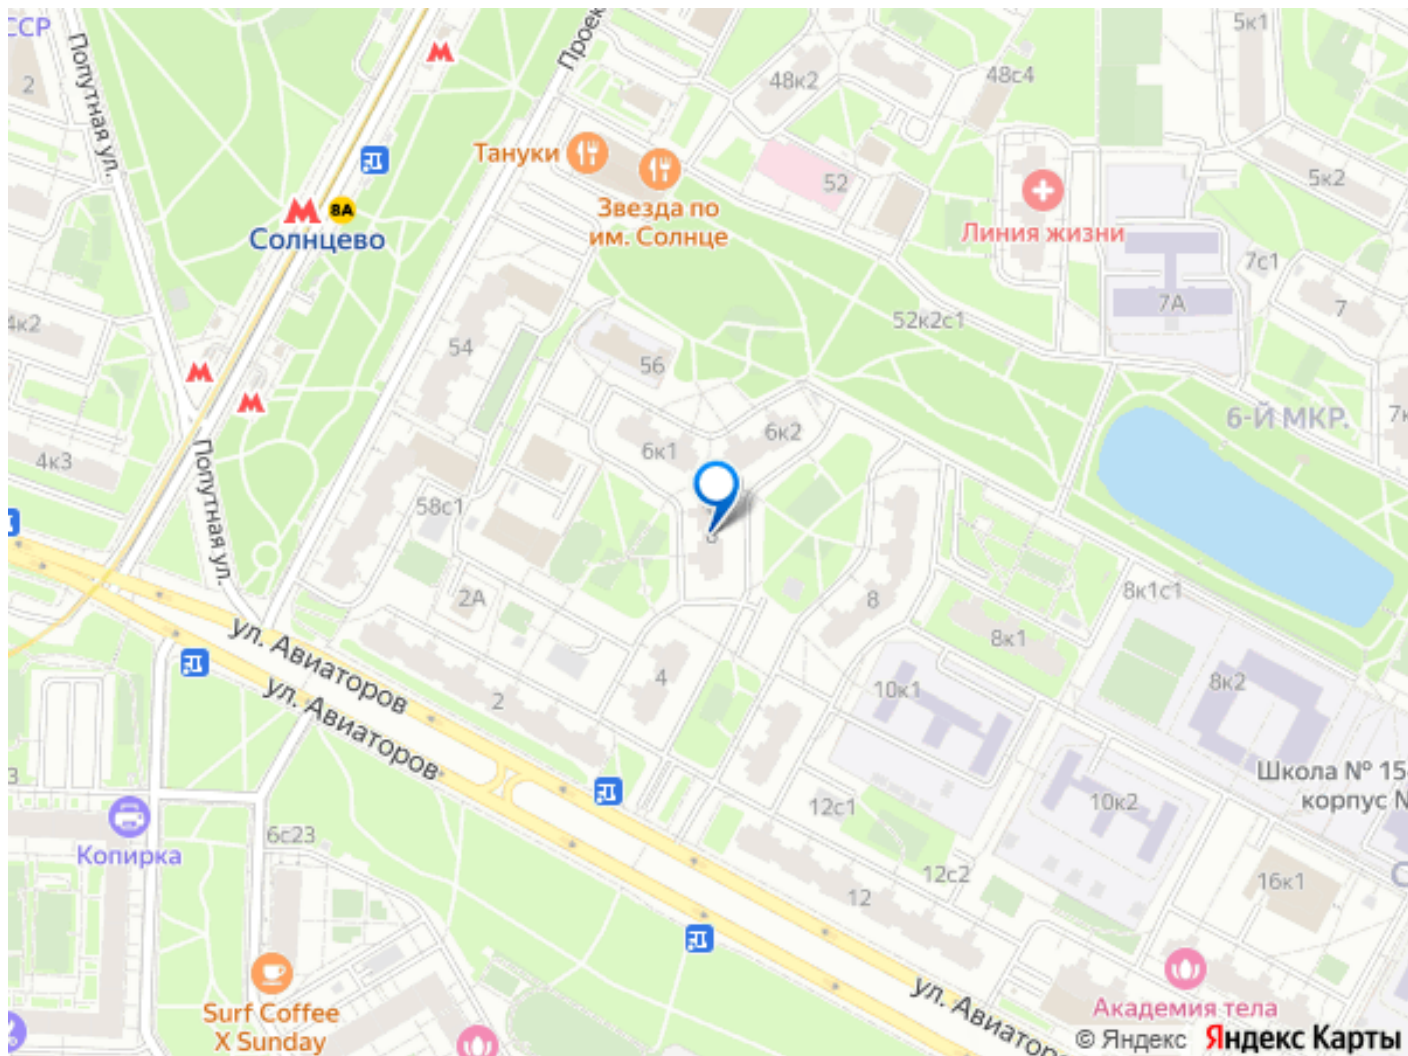 ССР
Попутная ул.
2
48к2
48с4
5к1
Тануки
Звезда по
им. Солнце
52
5к2
Линия жизни
8А
Солнцево
7с1
7А
7
52к2с1
4к2
54
56
6-Й МКР.
6к1
6к2
4к3
Попутная ул.
58с1
2А
8
8к1с1
8к1
ул. Авиаторов
ул. Авиаторов
4
2
10к1
8к2
Школа № 15
корпус №
3
Копирка
6с23
12с1
10к2
12с2
12
16к1
Surf Coffee
X Sunday
Академия тела
ул. Авиаторов
© Яндекс Яндекс Карты